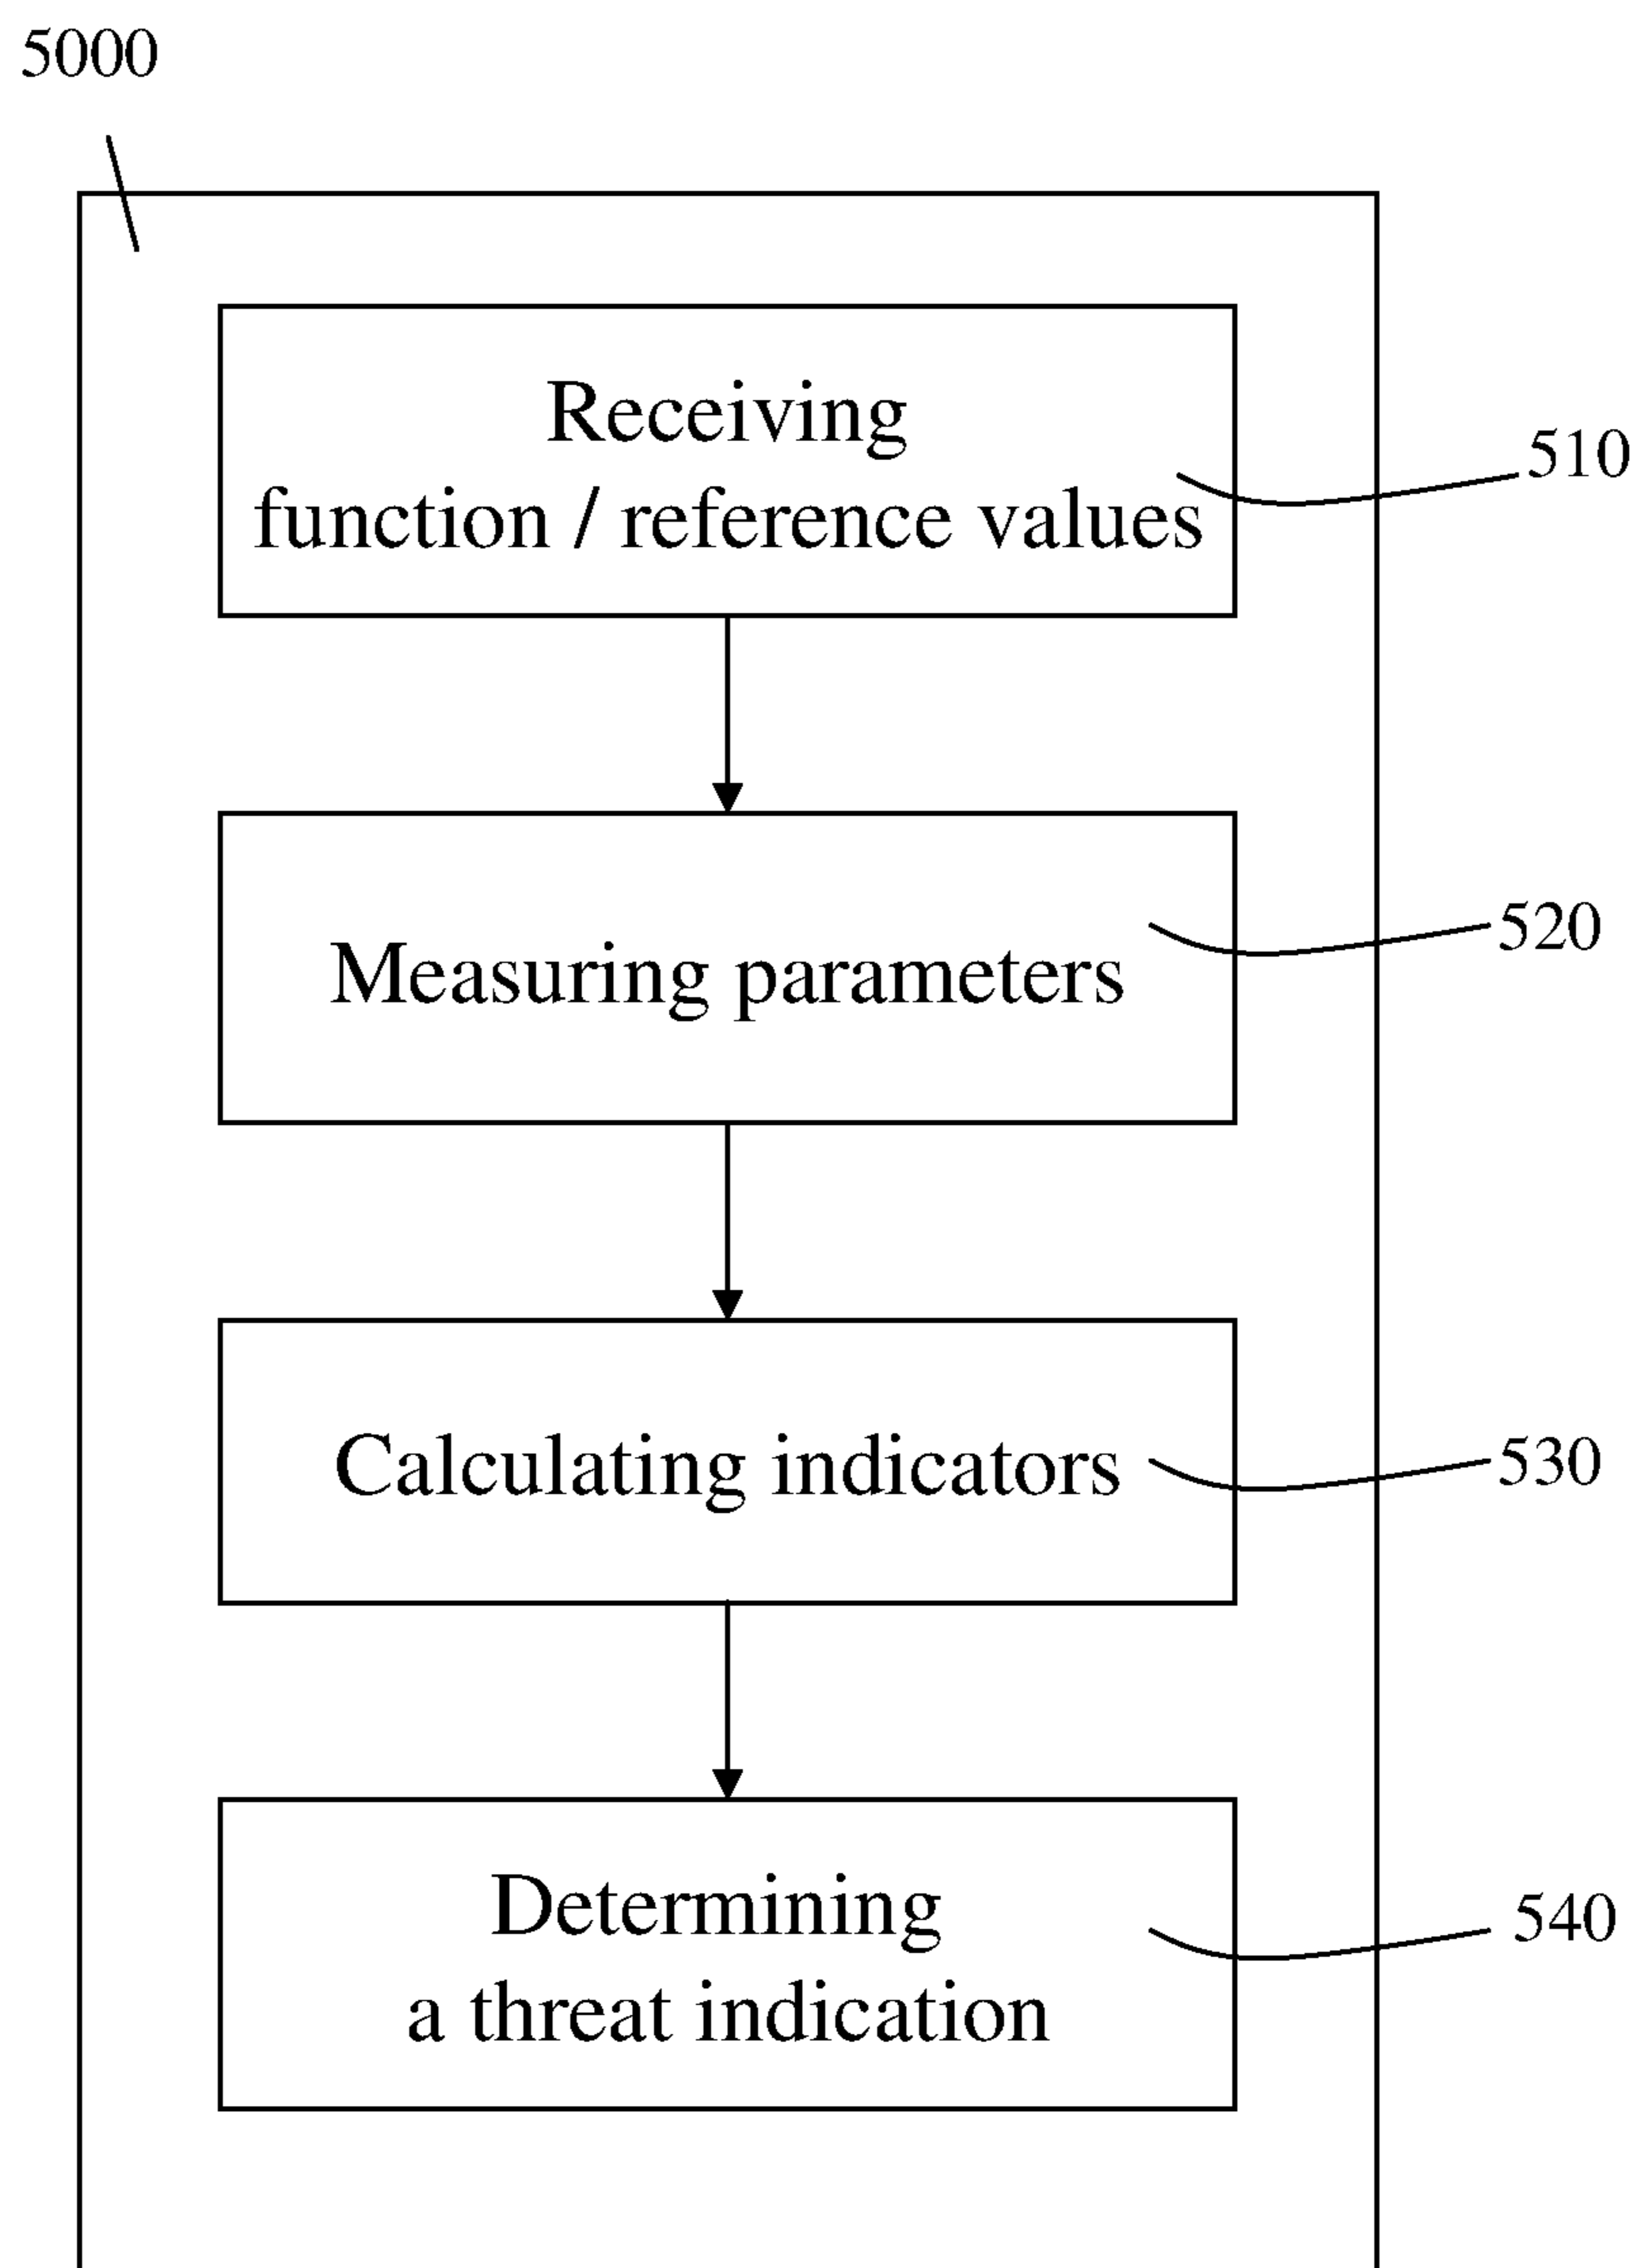 5000
Receiving
function / reference values
510
Measuring parameters
520
Calculating indicators
530
Determining
a threat indication
540